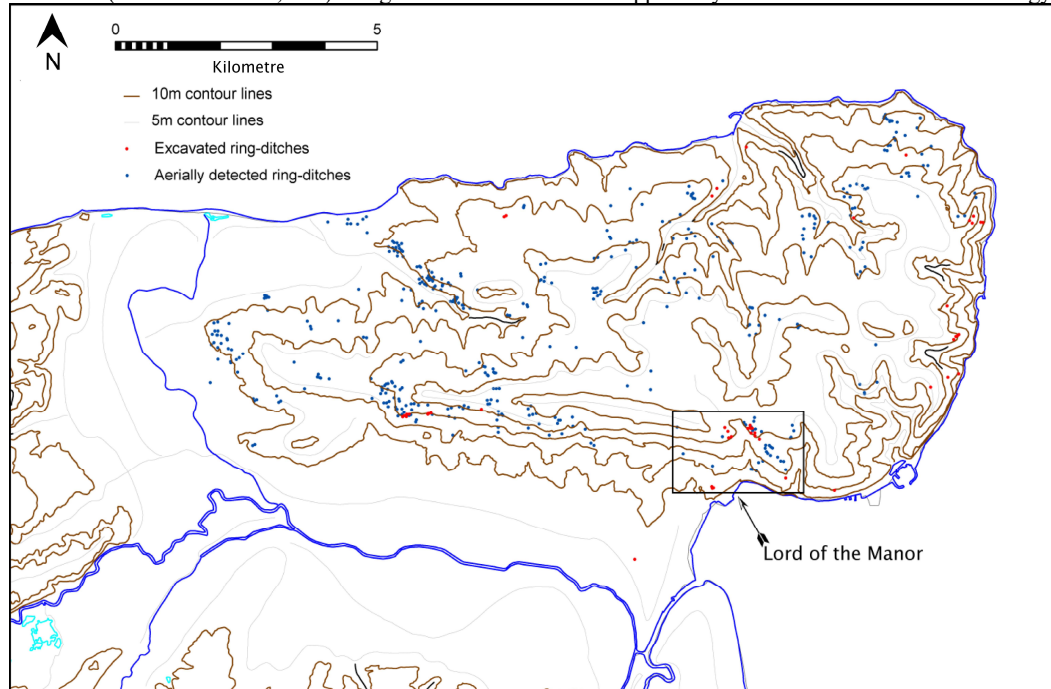 0 5
Kilometre
N
10m contour lines
5m contour lines
Excavated ring-ditches
Aerially detected ring-ditches
Lord of the Manor